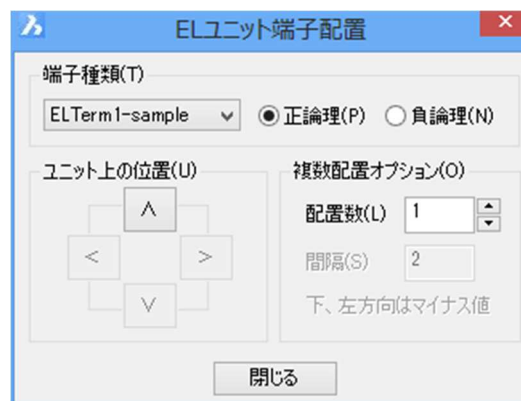 ELユニット端子配置
端子種類(T)
ELTerm1-sample
正論理(P)
負論理(N)
ユニット上の位置(U)
複数配置オプション(O)
配置数(L) 1
間隔(S) 2
下、左方向はマイナス値
閉じる